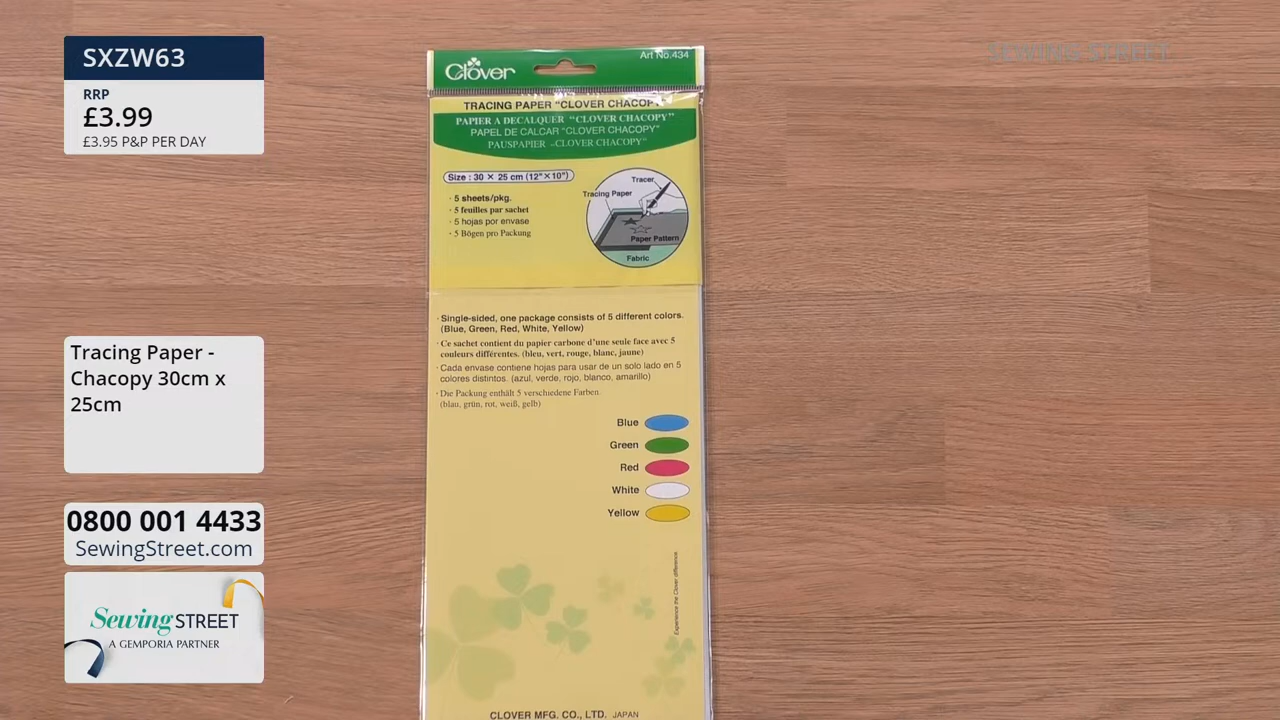 SXZW63
RRP
£3.99
£3.95 P&P PER DAY
Tracing Paper -
Chacopy 30cm x
25cm
0800 001 4433
SewingStreet.com
Sewing STREET
A GEMPORIA PARTNER
SEWING STREET
Clover
Art No.434
TRACING PAPER "CLOVER CHACOPY"
PAPIER A DECALQUER "CLOVER CHACOPY"
PAPEL DE CALCAR "CLOVER CHACOPY"
PAUSPAPIER „CLOVER CHACOPY"
Size : 30 × 25 cm (12"×10")
· 5 sheets/pkg.
· 5 feuilles par sachet
· 5 hojas por envase
· 5 Bögen pro Packung
Tracer
Tracing Paper
Paper Pattern
Fabric
· Single-sided, one package consists of 5 different colors.
(Blue, Green, Red, White, Yellow)
· Ce sachet contient du papier carbone d'une seule face avec 5
couleurs différentes. (bleu, vert, rouge, blanc, jaune)
· Cada envase contiene hojas para usar de un solo lado en 5
colores distintos. (azul, verde, rojo, blanco, amarillo)
· Die Packung enthält 5 verschiedene Farben
(blau, grün, rot, weiß, gelb)
Blue
Green
Red
White
Yellow
Experience the Clover difference.
CLOVER MFG. CO., LTD. JAPAN